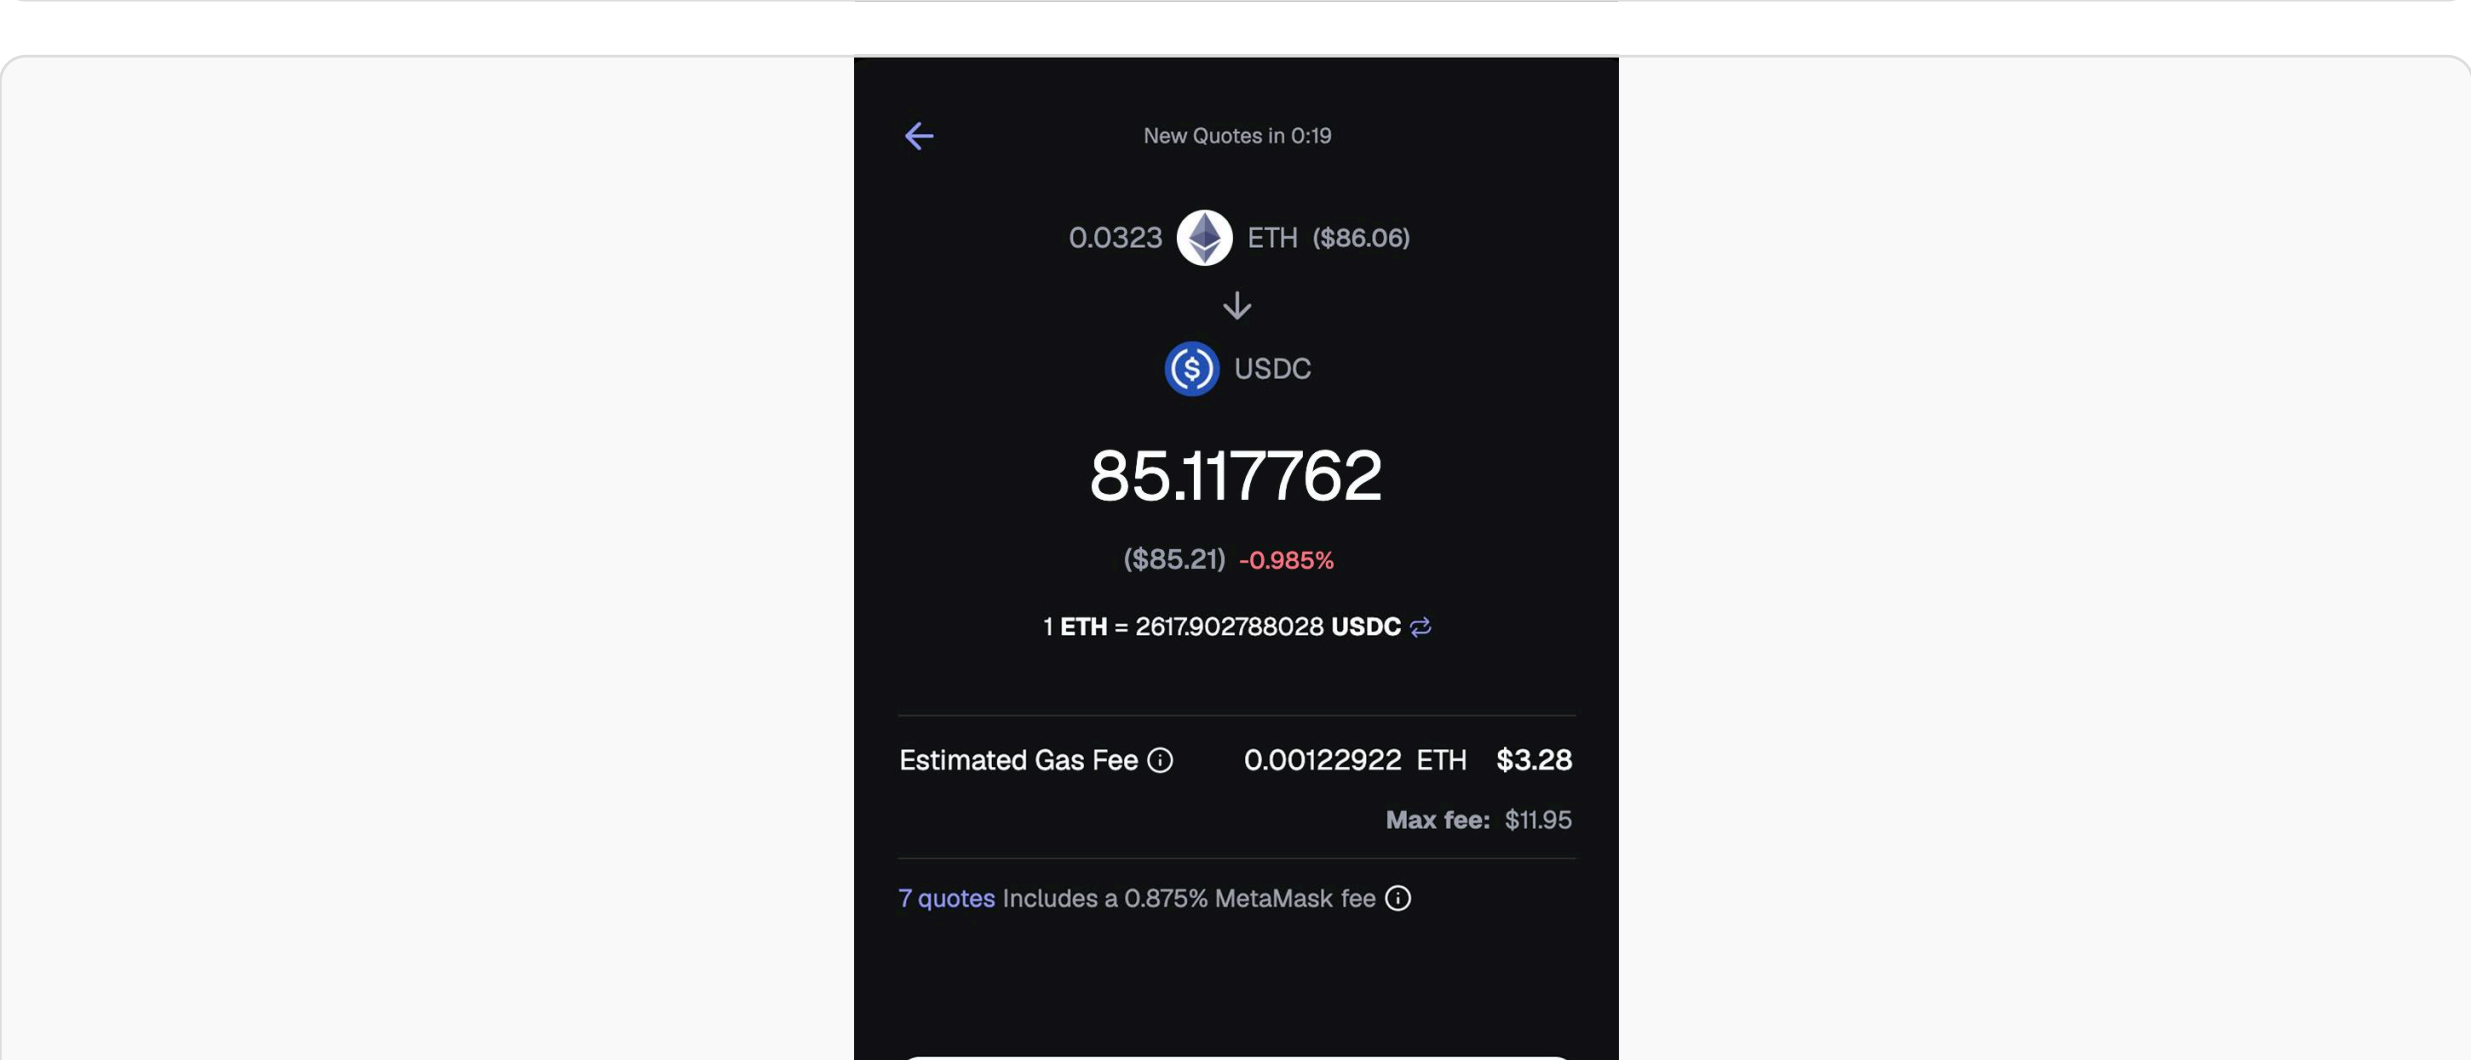 New Quotes in 0:19
0.0323 ETH ($86.06)
USDC
85.117762
($85.21) -0.985%
1 ETH = 2617.902788028 USDC
Estimated Gas Fee 0.00122922 ETH $3.28
Max fee: $11.95
7 quotes Includes a 0.875% MetaMask fee